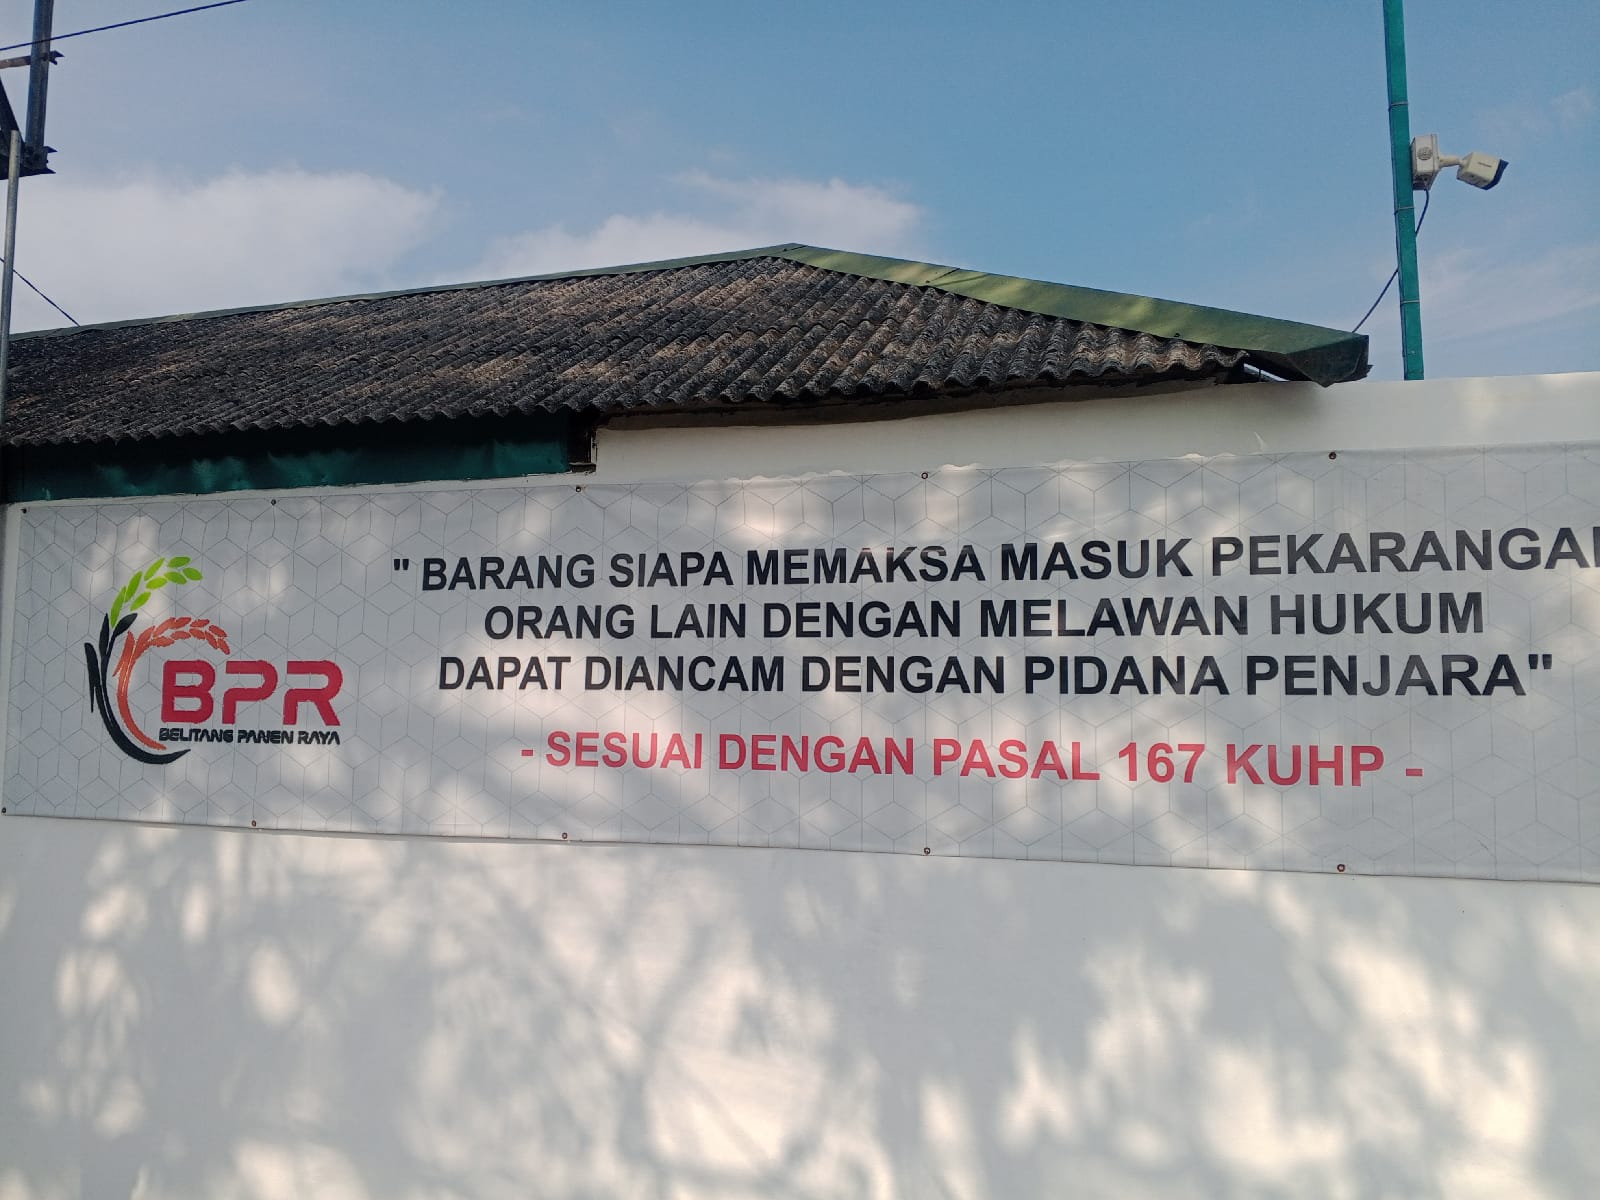 " BARANG SIAPA MEMAKSA MASUK PEKARANGAN
ORANG LAIN DENGAN MELAWAN HUKUM
DAPAT DIANCAM DENGAN PIDANA PENJARA"
- SESUAI DENGAN PASAL 167 KUHP -
BPR
BELITANG PANEN RAYA